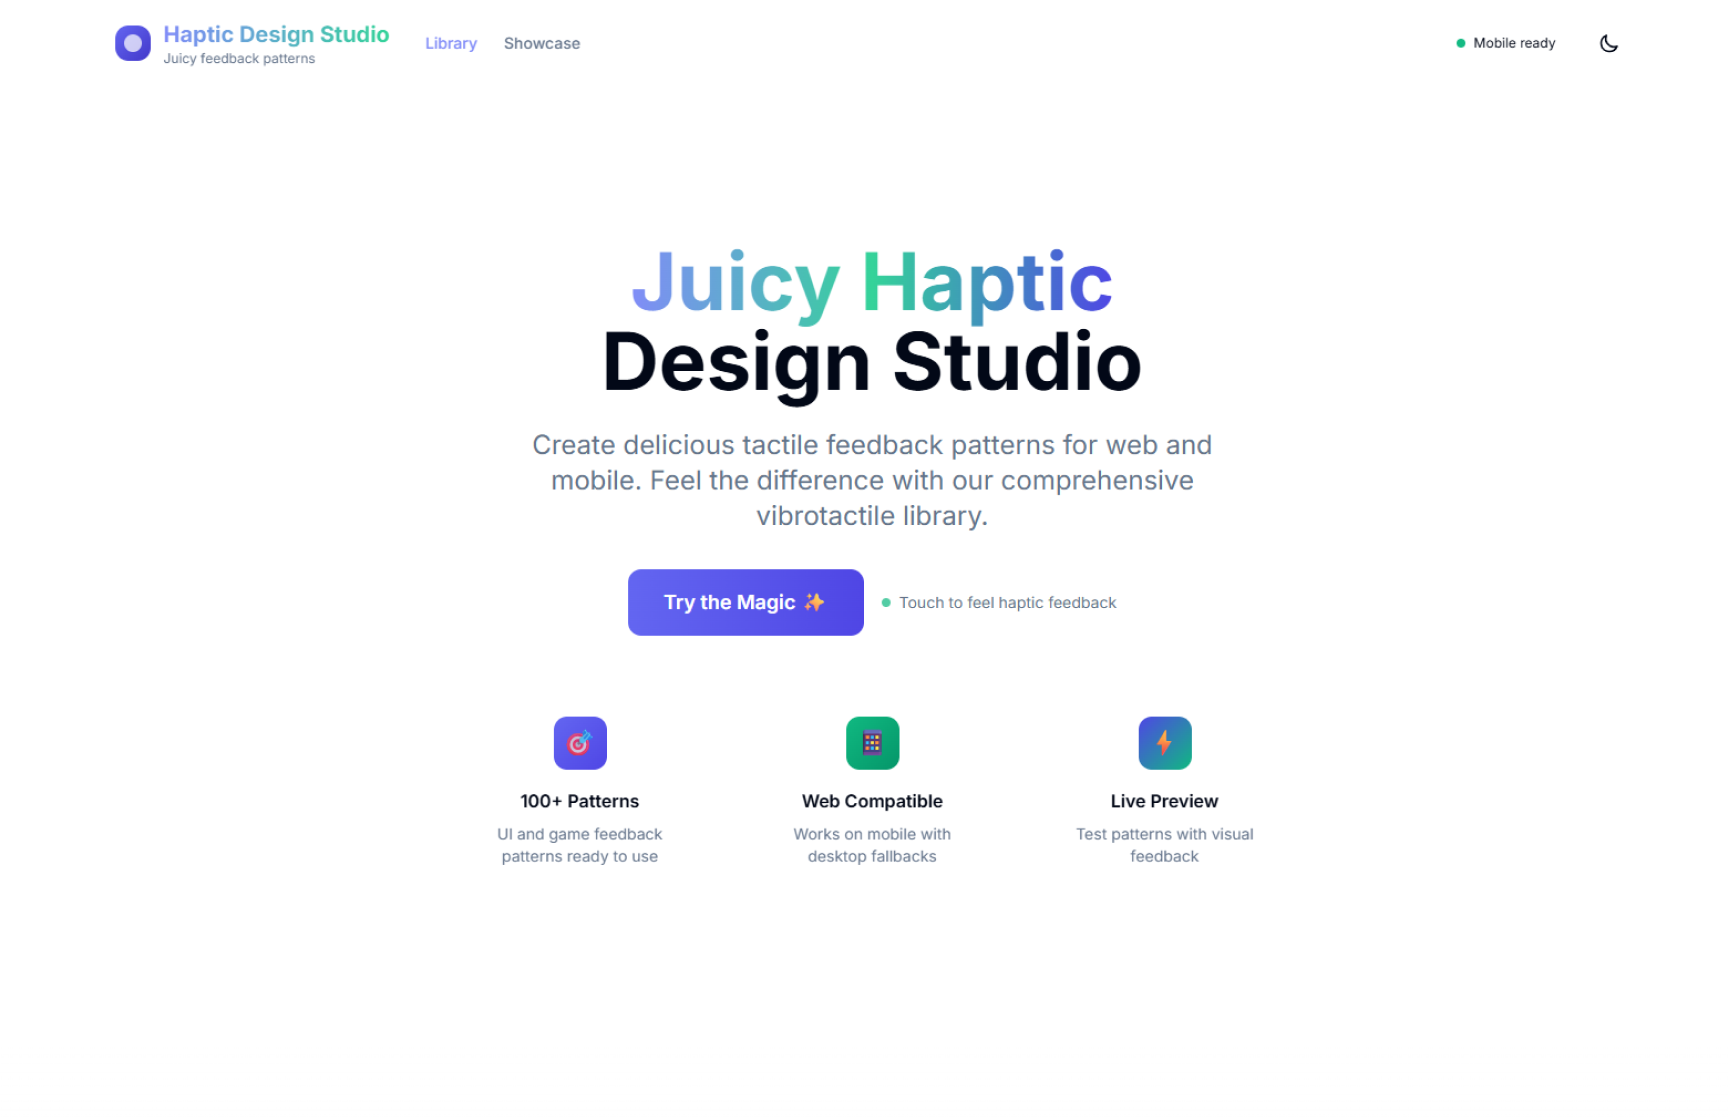 Haptic Design Studio
Juicy feedback patterns
Library
Showcase
Mobile ready
Juicy Haptic
Design Studio
Create delicious tactile feedback patterns for web and
mobile. Feel the difference with our comprehensive
vibrotactile library.
Try the Magic ✨
Touch to feel haptic feedback
100+ Patterns
UI and game feedback
patterns ready to use
Web Compatible
Works on mobile with
desktop fallbacks
Live Preview
Test patterns with visual
feedback